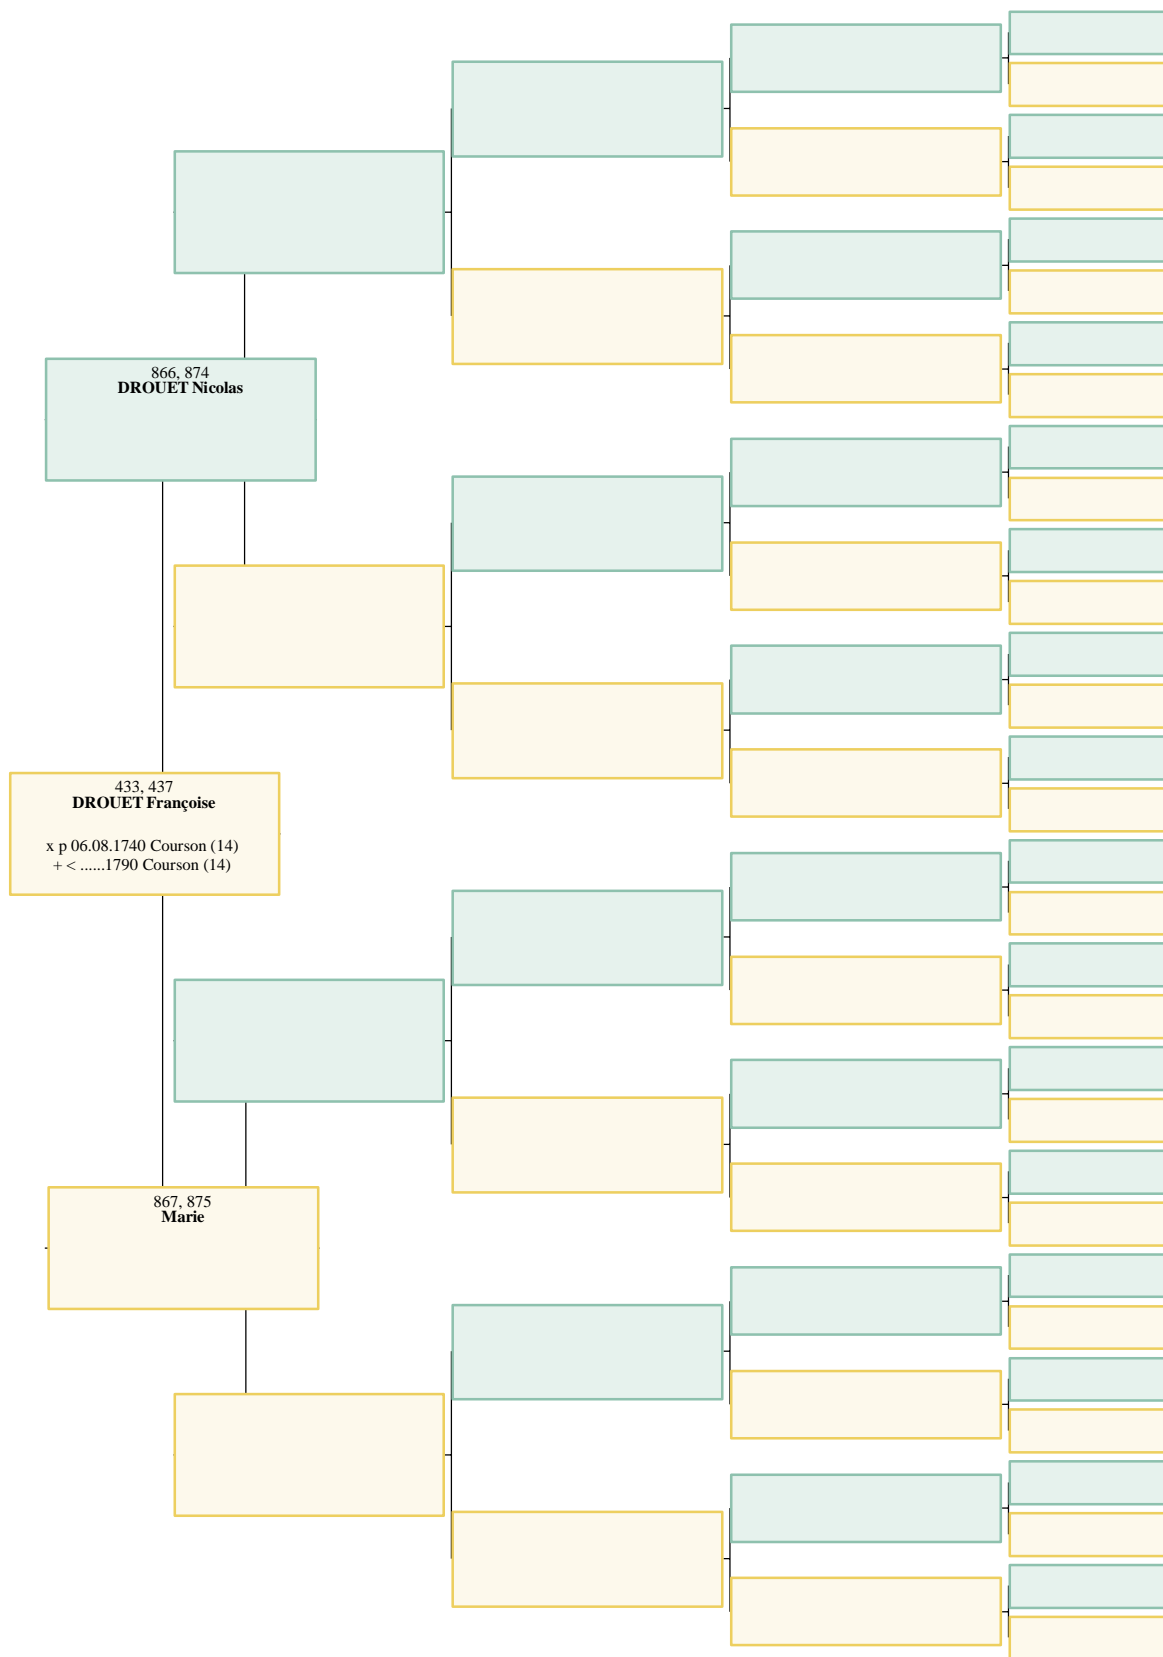 866, 874
DROUET Nicolas
433, 437
DROUET Françoise
x p 06.08.1740 Courson (14)
+ < ......1790 Courson (14)
867, 875
Marie